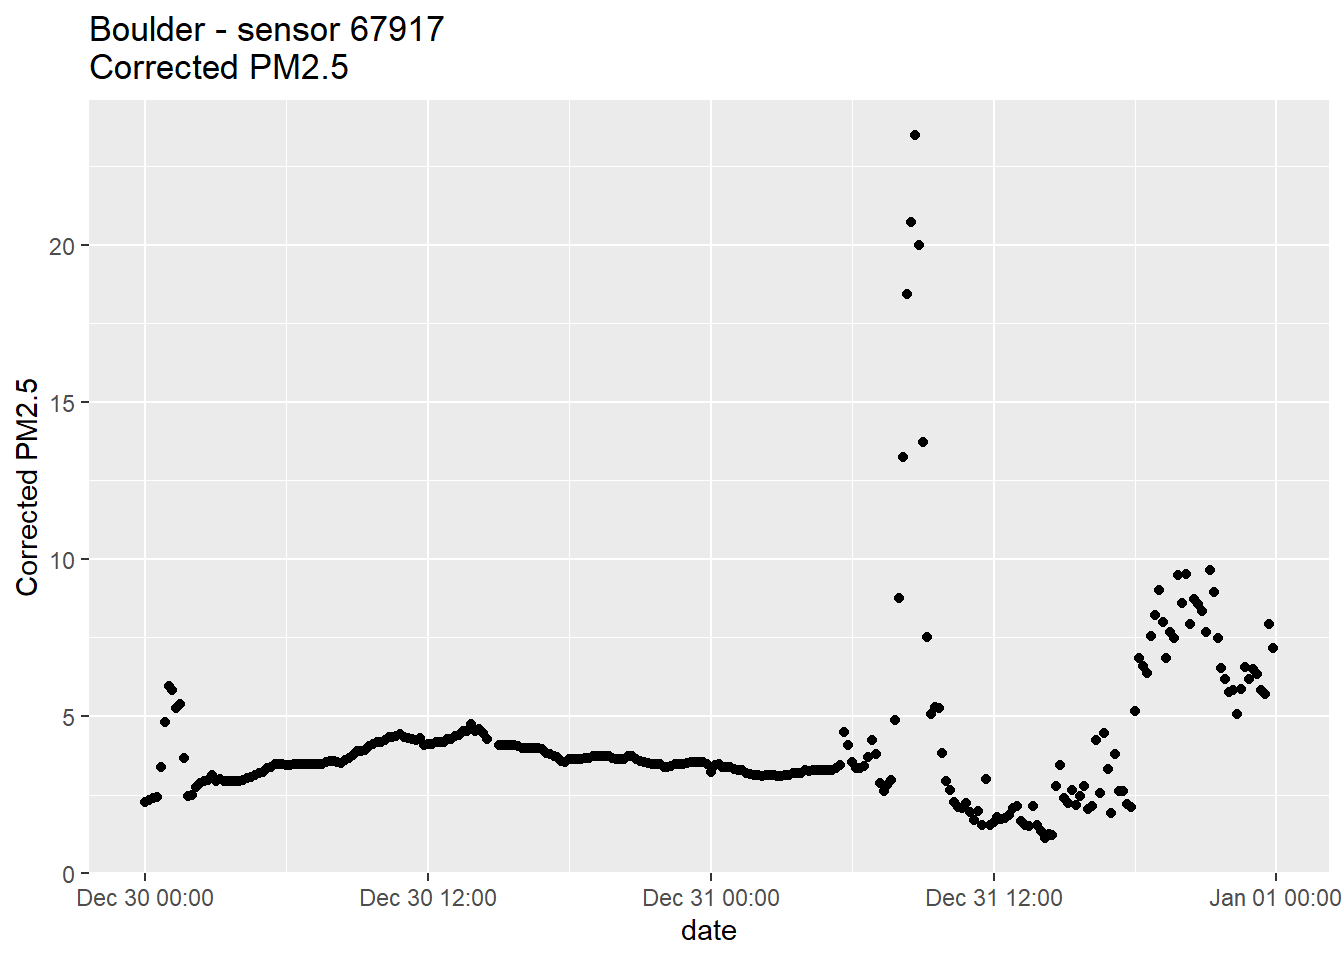 Boulder - sensor 67917
Corrected PM2.5
Corrected PM2.5
20
15
10
5
0
Dec 30 00:00 Dec 30 12:00 Dec 31 00:00 Dec 31 12:00 Jan 01 00:00
date